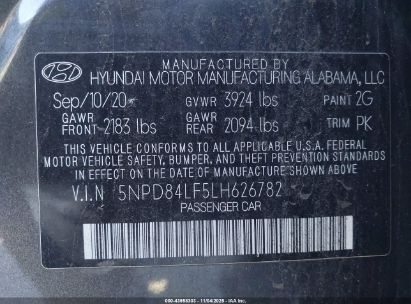 BY
HYUNDAI MOTOR MANUFACTURING ALABAMA, LLC
Sep/10/20 GVWR 3924 lbs PAINT 2G
GAWR FRONT 2183 lbs GAWR REAR 2094 lbs TRIM PK
THIS VEHICLE CONFORMS TO ALL APPLICABLE U.S.A FEDERAL
MOTOR VEHICLE SAFETY, BUMPER, AND THEFT PREVENTION STANDARDS
IN EFFECT ON THE DATE OF MANUFACTURE SHOWN ABOVE.
V.I.N 5NPD84LF5LH626782
PASSENGER CAR